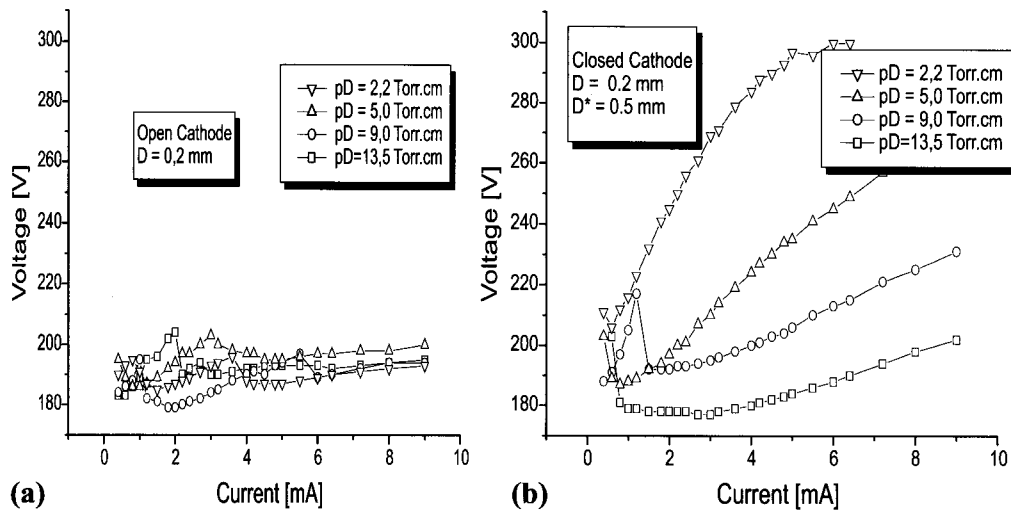 300
280
260
240
220
200
180
Voltage [V]
0
2
4
6
8
10
Current [mA]
Open Cathode
D = 0,2 mm
pD = 2,2 Torr.cm
pD = 5,0 Torr.cm
pD = 9,0 Torr.cm
pD=13,5 Torr.cm
(a)
300
280
260
240
220
200
180
Voltage [V]
0
2
4
6
8
10
Current [mA]
Closed Cathode
D = 0.2 mm
D* = 0.5 mm
pD = 2,2 Torr.cm
pD = 5,0 Torr.cm
pD = 9,0 Torr.cm
pD=13,5 Torr.cm
(b)